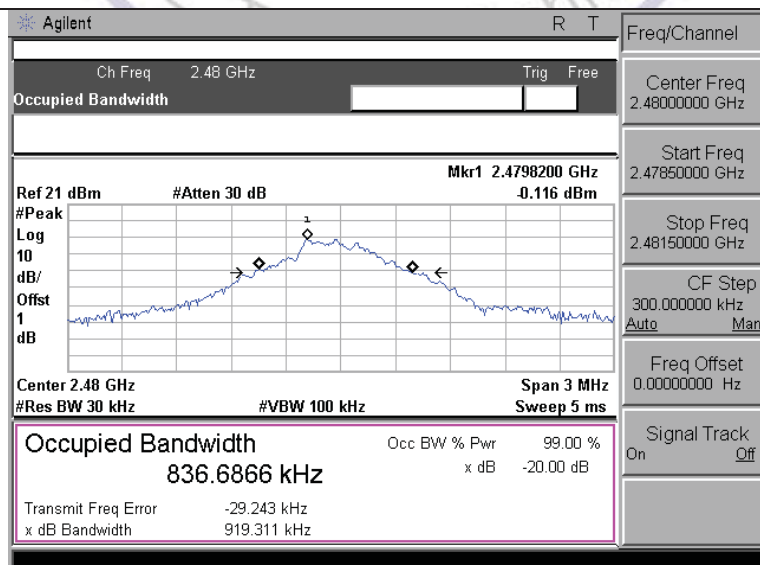 Agilent R T
Ch Freq 2.48 GHz Trig Free
Occupied Bandwidth
Mkr1 2.4798200 GHz
Ref 21 dBm #Atten 30 dB -0.116 dBm
#Peak
Log
10
dB/
Offst
1
dB
1
Center 2.48 GHz Span 3 MHz
#Res BW 30 kHz #VBW 100 kHz Sweep 5 ms
Occupied Bandwidth Occ BW % Pwr 99.00 %
836.6866 kHz x dB -20.00 dB
Transmit Freq Error -29.243 kHz
x dB Bandwidth 919.311 kHz
Freq/Channel
Center Freq
2.48000000 GHz
Start Freq
2.47850000 GHz
Stop Freq
2.48150000 GHz
CF Step
300.000000 kHz
Auto Man
Freq Offset
0.00000000 Hz
Signal Track
On Off